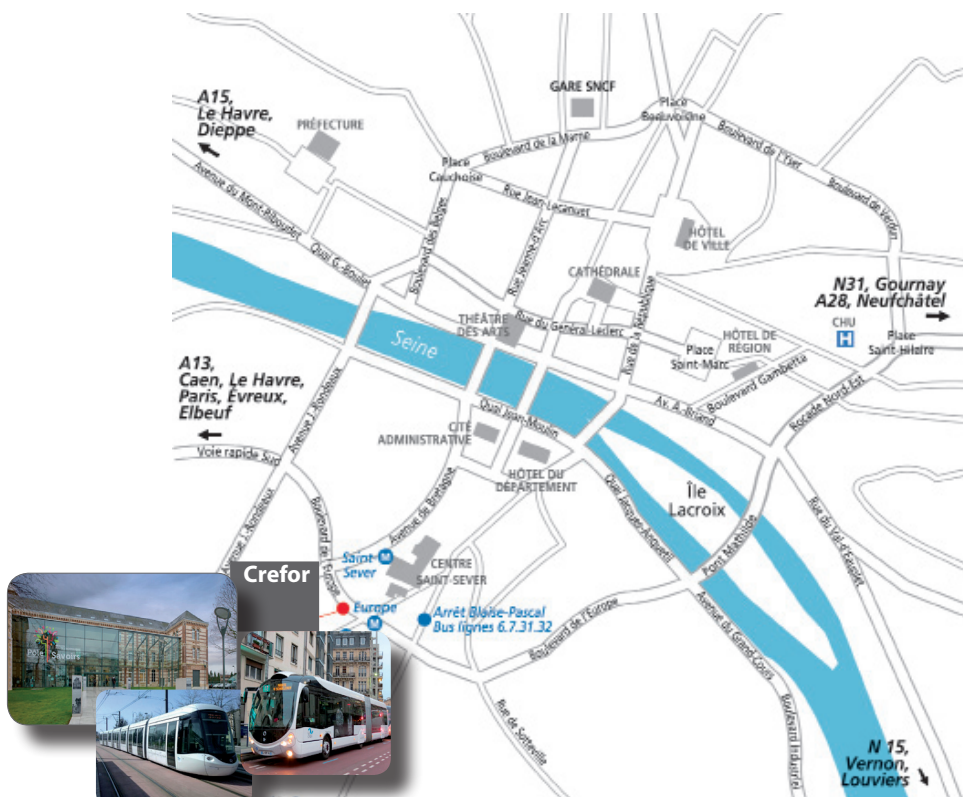 GARE SNCF
A15,
Le Havre,
Dieppe
PRÉFECTURE
Place
Beauvoisine
Boulevard de l'Yser
Boulevard de la Marne
Place
Cauchoise
Boulevard de Verdun
Avenue du Mont-Riboudet
Rue Jean-Lecanuet
Quai G.-Boulet
Boulevard des Belges
Rue Jeanne-d'Arc
HÔTEL
DE VILLE
CATHÉDRALE
Rue de la République
N31, Gournay
A28, Neufchâtel
CHU
H
Place
Saint-Hilaire
THÉÂTRE
DES ARTS
Rue du Général-Leclerc
Seine
Place
Saint-Marc
HÔTEL DE
RÉGION
Boulevard Gambetta
A13,
Caen, Le Havre,
Paris, Évreux,
Elbeuf
Avenue J.-Rondeaux
Quai Jean-Moulin
Av. A.-Briand
Rocade Nord-Est
CITÉ
ADMINISTRATIVE
Voie rapide Sud
HÔTEL DU
DÉPARTEMENT
Île
Lacroix
Avenue de Bretagne
Quai Jacques-Anquetil
Rue du Val-d'Eauplet
Avenue J.-Rondeaux
Boulevard de l'Europe
Pont Mathilde
Saint
Sever
M
CENTRE
SAINT-SEVER
Crefor
Europe
M
Arrêt Blaise-Pascal
Bus lignes 6.7.31.32
Boulevard de l'Europe
Avenue du Grand-Cours
Pôle
Savoirs
Rue de Sotteville
Boulevard Industriel
N 15,
Vernon,
Louviers